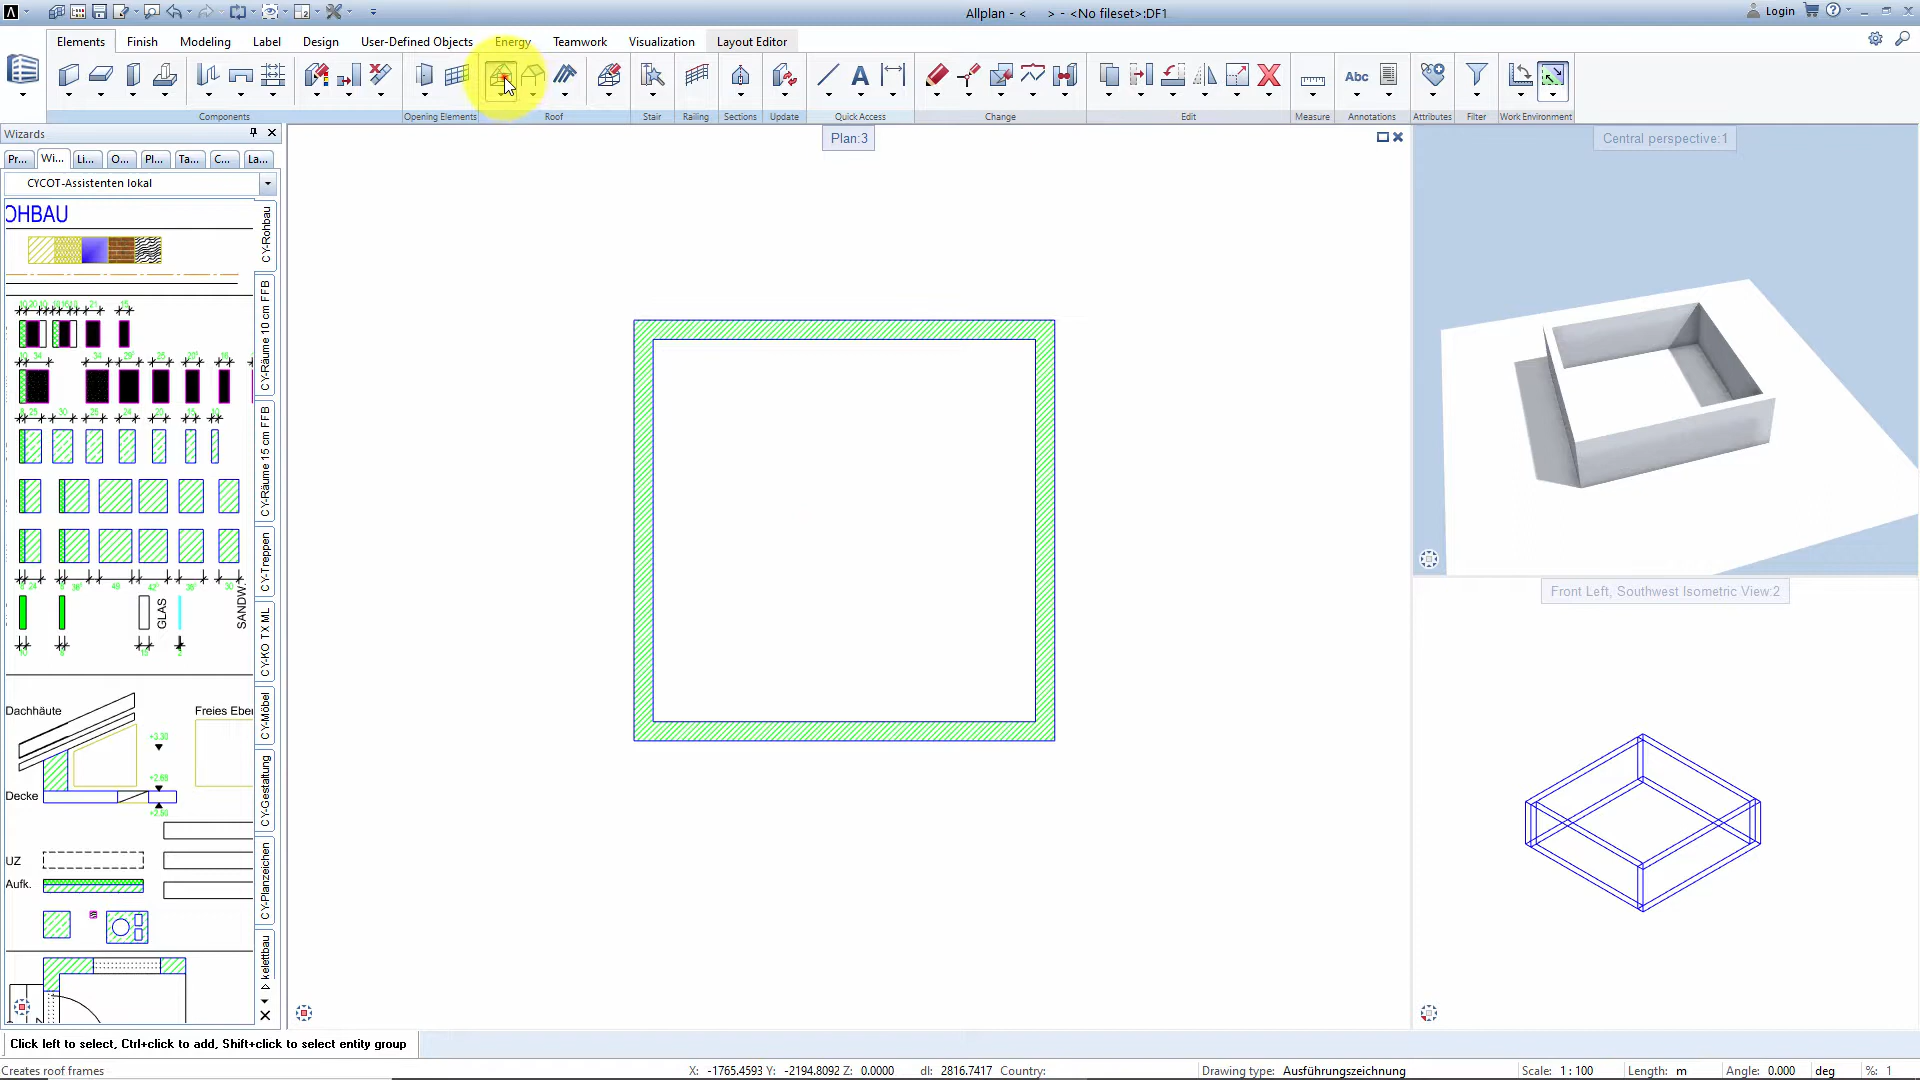 Allplan - <      > - <No fileset>:DF1
Login
Elements Finish Modeling Label Design User-Defined Objects Energy Teamwork Visualization Layout Editor
A
Abc
Components Opening Elements Roof Stair Railing Sections Update Quick Access Change Edit Measure Annotations Attributes Filter Work Environment
Wizards
Plan:3
Central perspective:1
Pr... Wi... Li... O... Pl... Ta... C... La...
CYCOT-Assistenten lokal
OHBAU
CY-Rohbau
CY-Räume 10 cm FFB
CY-Räume 15 cm FFB
CY-Treppen
CY-KO TX ML
CY-Möbel
CY-Gestaltung
CY-Planzeichen
kelettbau
GLAS
SANDW.
Front Left, Southwest Isometric View:2
Dachhäute
Freies Eben
Decke
UZ
Aufk.
Click left to select, Ctrl+click to add, Shift+click to select entity group
Creates roof frames
X: -1765.4593 Y: -2194.8092 Z: 0.0000 dl: 2816.7417 Country:
Drawing type: Ausführungszeichnung Scale: 1 : 100 Length: m Angle: 0.000 deg %: 1